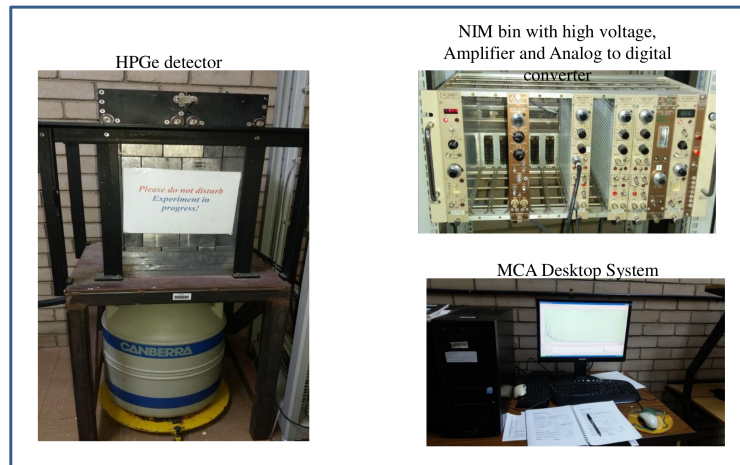 HPGe detector
NIM bin with high voltage,
Amplifier and Analog to digital
converter
Please do not disturb
Experiment in
progress!
CANBERRA
MCA Desktop System